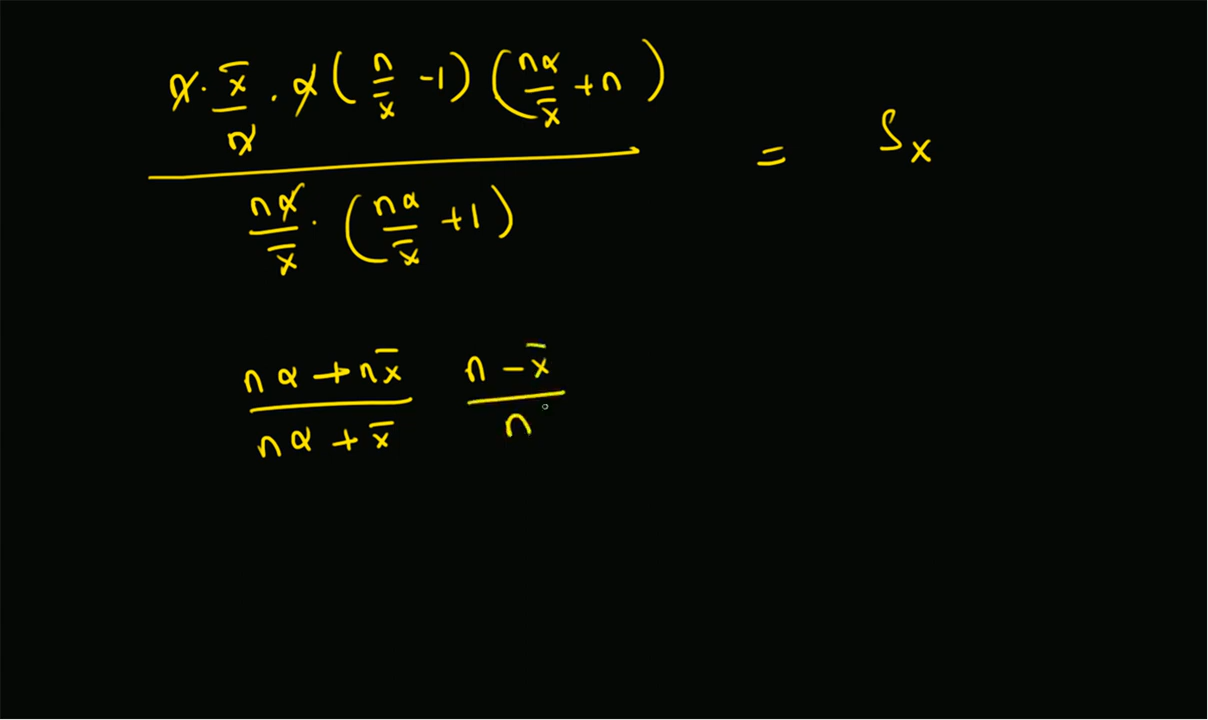 n · x̄/n · α ( n/x̄ - 1 ) ( nα/x̄ + n )
= S_x
nα/x̄ · ( nα/x̄ + 1 )
nα + nx̄ / nα + x̄   n - x̄ / n